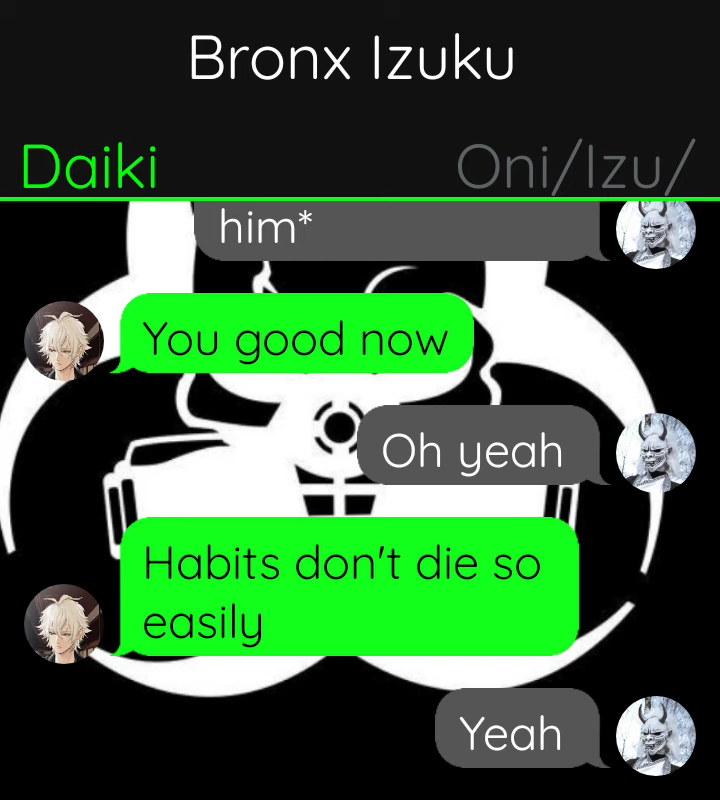 Bronx Izuku
Daiki
Oni/Izu/
him*
You good now
Oh yeah
Habits don't die so
easily
Yeah